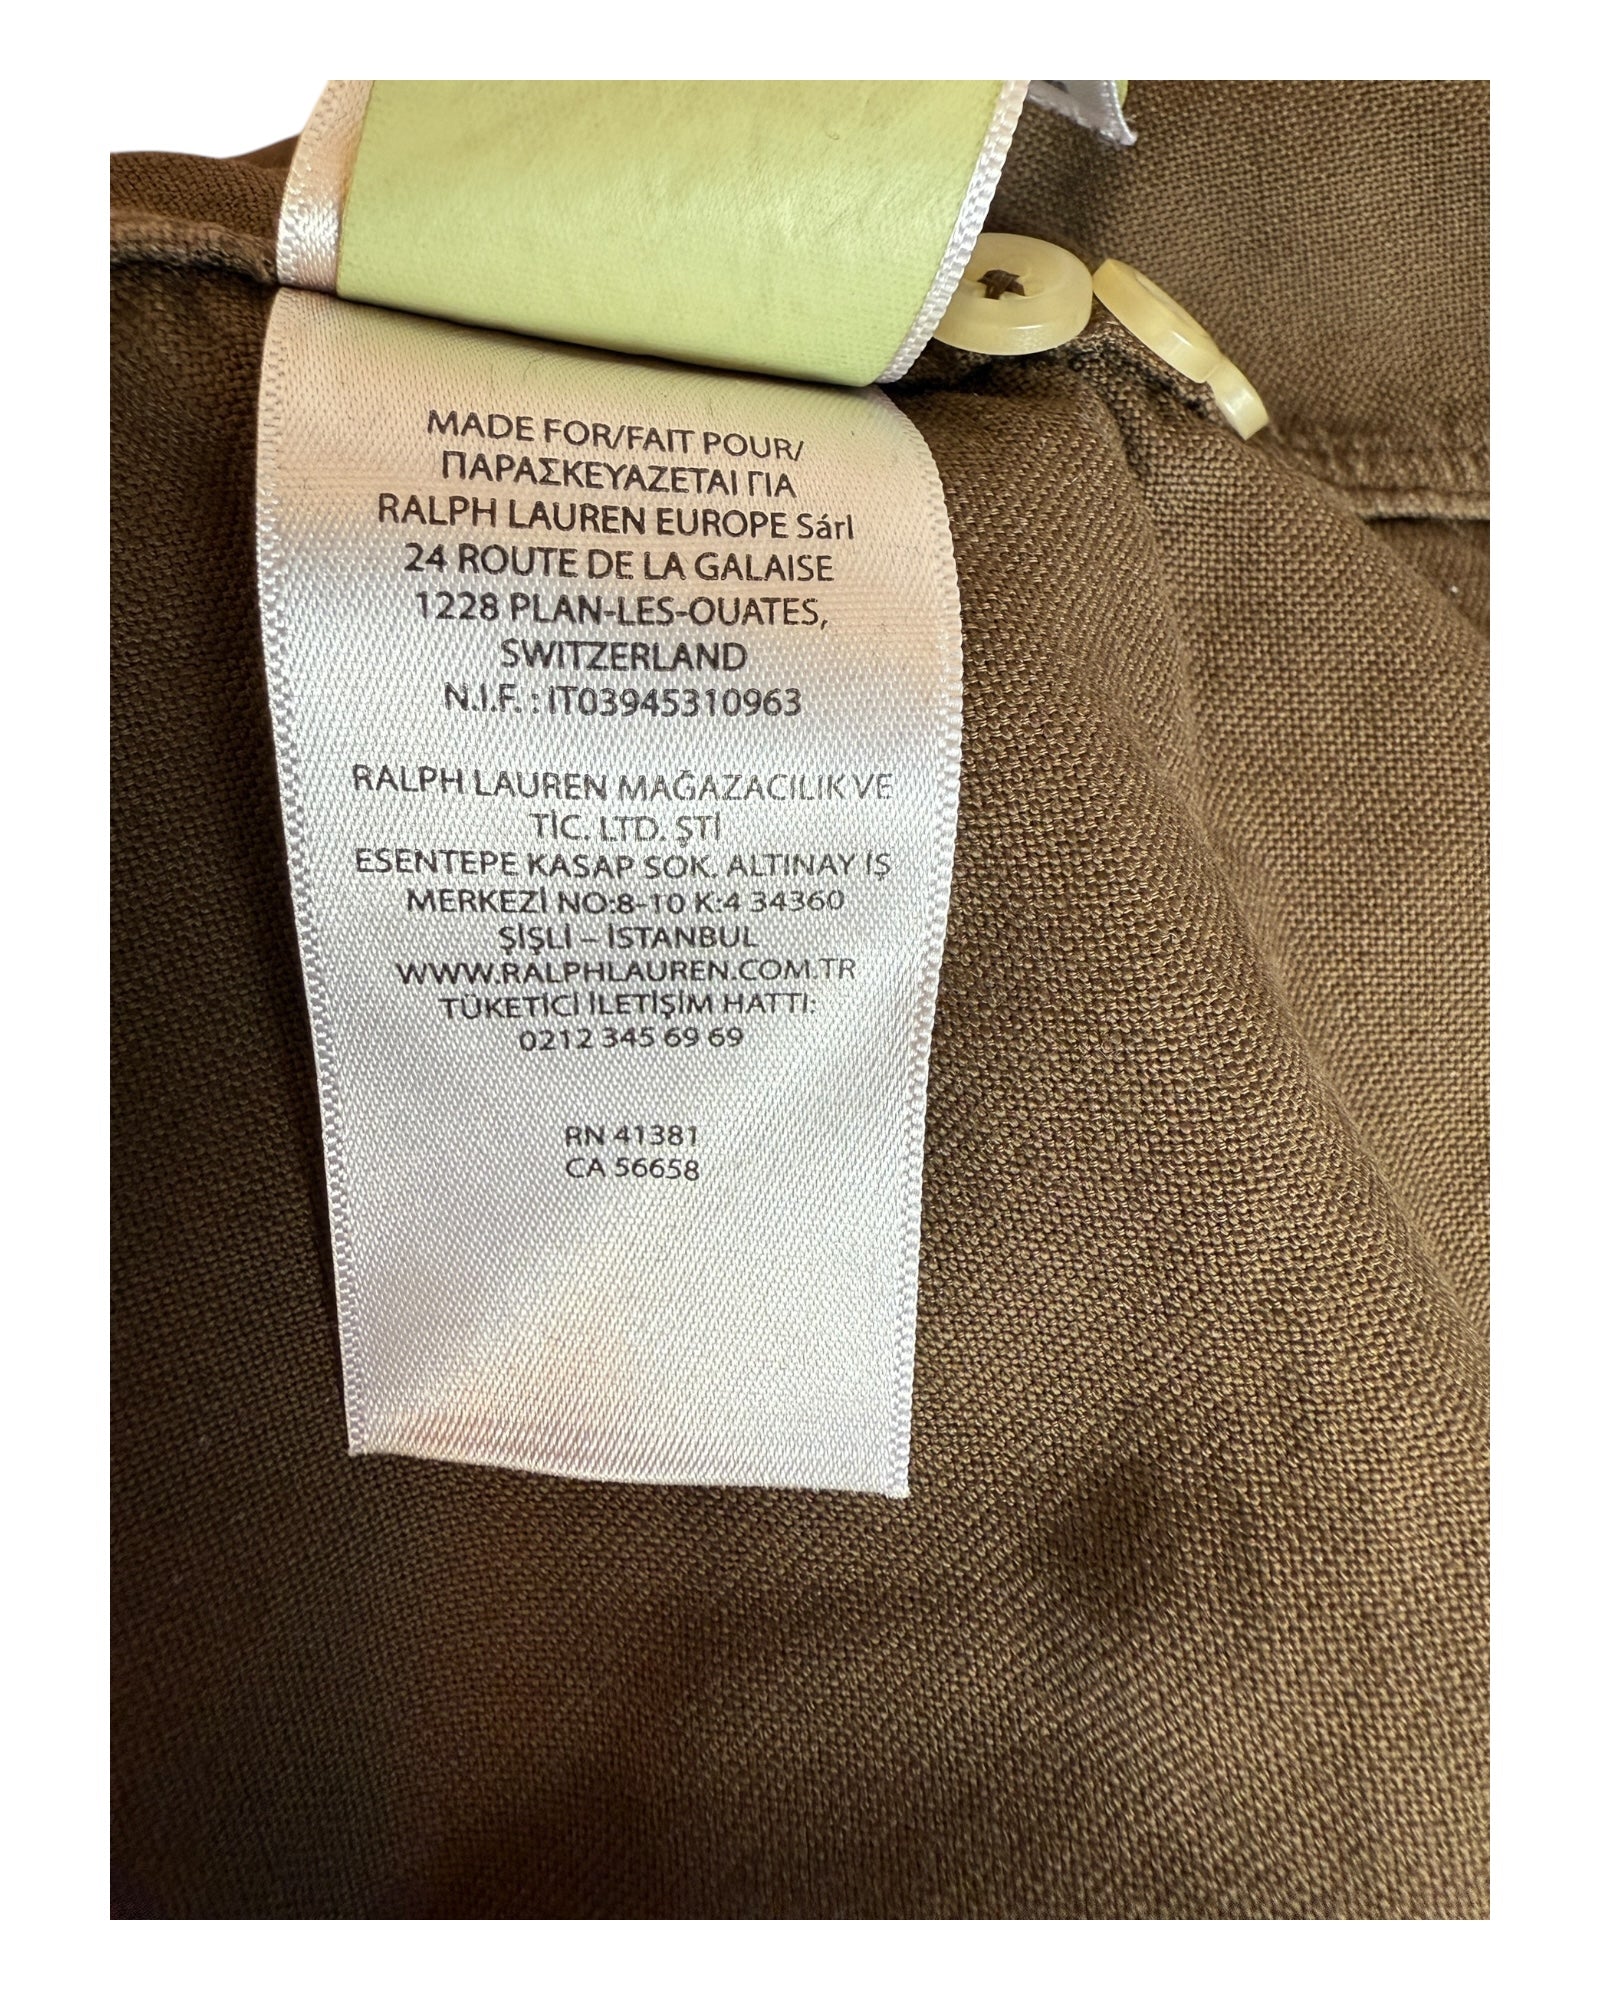 MADE FOR/FAIT POUR/
ΠΑΡΑΣΚΕΥΑΖΕΤΑΙ ΓΙΑ
RALPH LAUREN EUROPE Sárl
24 ROUTE DE LA GALAISE
1228 PLAN-LES-OUATES,
SWITZERLAND
N.I.F. : IT03945310963
RALPH LAUREN MAĞAZACILIK VE
TİC. LTD. ŞTİ
ESENTEPE KASAP SOK. ALTINAY İŞ
MERKEZİ NO:8-10 K:4 34360
ŞİŞLİ – İSTANBUL
WWW.RALPHLAUREN.COM.TR
TÜKETİCİ İLETİŞİM HATTI:
0212 345 69 69
RN 41381
CA 56658